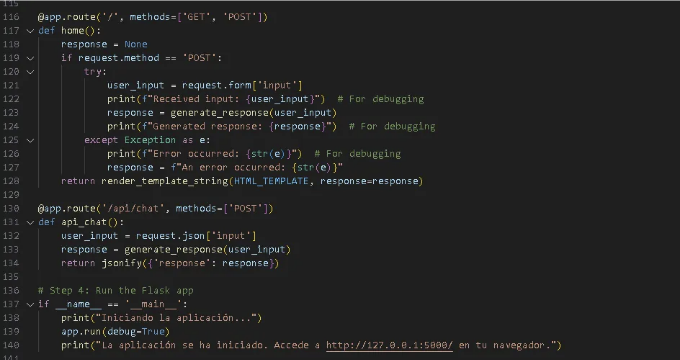 115
116 @app.route('/', methods=['GET', 'POST'])
117 def home():
118     response = None
119     if request.method == 'POST':
120         try:
121             user_input = request.form['input']
122             print(f"Received input: {user_input}")  # For debugging
123             response = generate_response(user_input)
124             print(f"Generated response: {response}")  # For debugging
125         except Exception as e:
126             print(f"Error occurred: {str(e)}")  # For debugging
127             response = f"An error occurred: {str(e)}"
128     return render_template_string(HTML_TEMPLATE, response=response)
129
130 @app.route('/api/chat', methods=['POST'])
131 def api_chat():
132     user_input = request.json['input']
133     response = generate_response(user_input)
134     return jsonify({'response': response})
135
136 # Step 4: Run the Flask app
137 if __name__ == '__main__':
138     print("Iniciando la aplicación...")
139     app.run(debug=True)
140     print("La aplicación se ha iniciado. Accede a http://127.0.0.1:5000/ en tu navegador.")
141